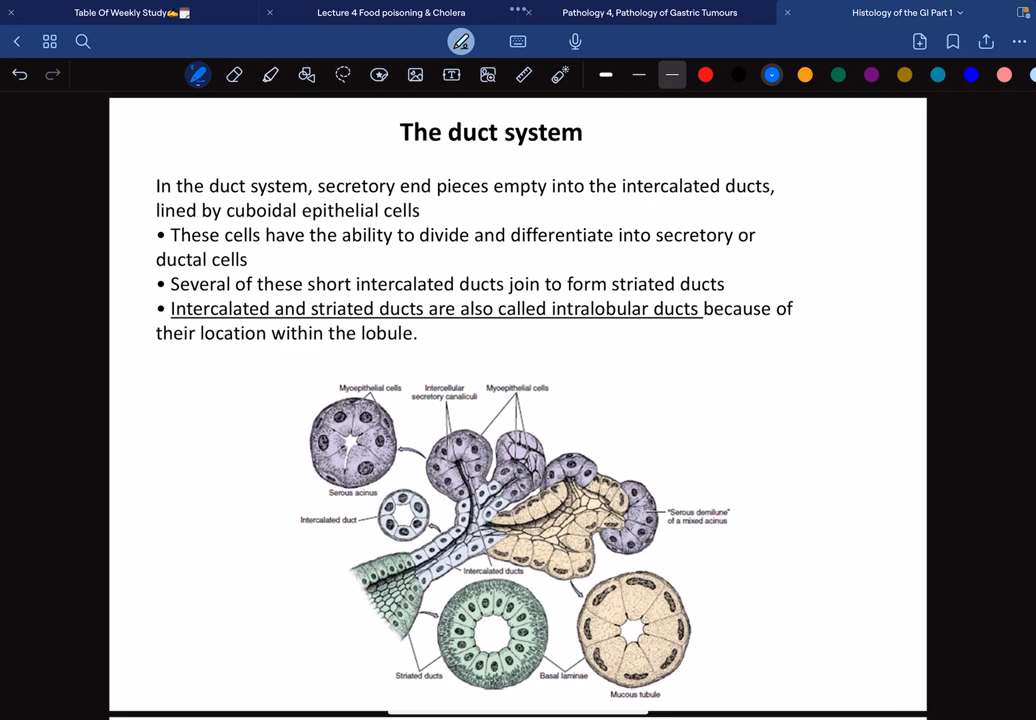 Table Of Weekly Study✍️🗓️
Lecture 4 Food poisoning & Cholera
Pathology 4, Pathology of Gastric Tumours
Histology of the GI Part 1
The duct system
In the duct system, secretory end pieces empty into the intercalated ducts,
lined by cuboidal epithelial cells
• These cells have the ability to divide and differentiate into secretory or
ductal cells
• Several of these short intercalated ducts join to form striated ducts
• Intercalated and striated ducts are also called intralobular ducts because of
their location within the lobule.
Myoepithelial cells
Intercellular
secretory canaliculi
Myoepithelial cells
Serous acinus
Intercalated duct
"Serous demilune"
of a mixed acinus
Intercalated ducts
Striated ducts
Basal laminae
Mucous tubule